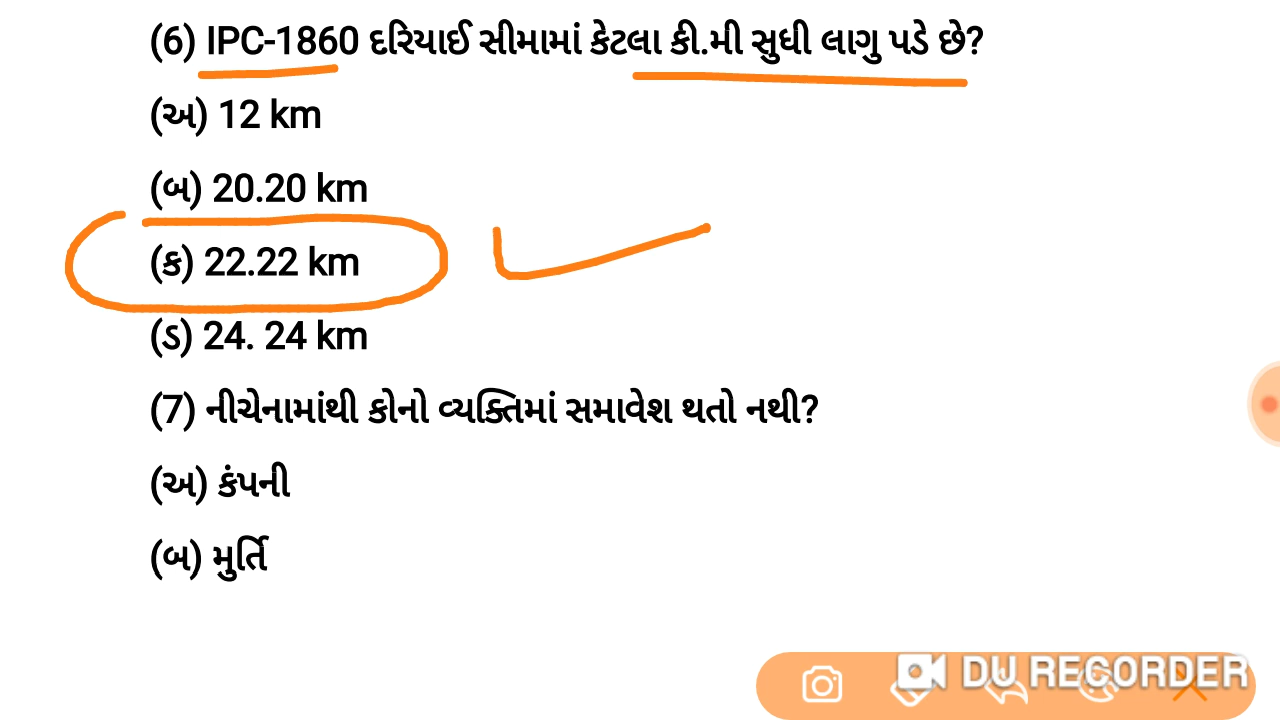 (6) IPC-1860 દરિયાઈ સીમામાં કેટલા કી.મી સુધી લાગુ પડે છે?
(અ) 12 km
(બ) 20.20 km
(ક) 22.22 km
(ડ) 24. 24 km
(7) નીચેનામાંથી કોનો વ્યક્તિમાં સમાવેશ થતો નથી?
(અ) કંપની
(બ) મુર્તિ
DU RECORDER